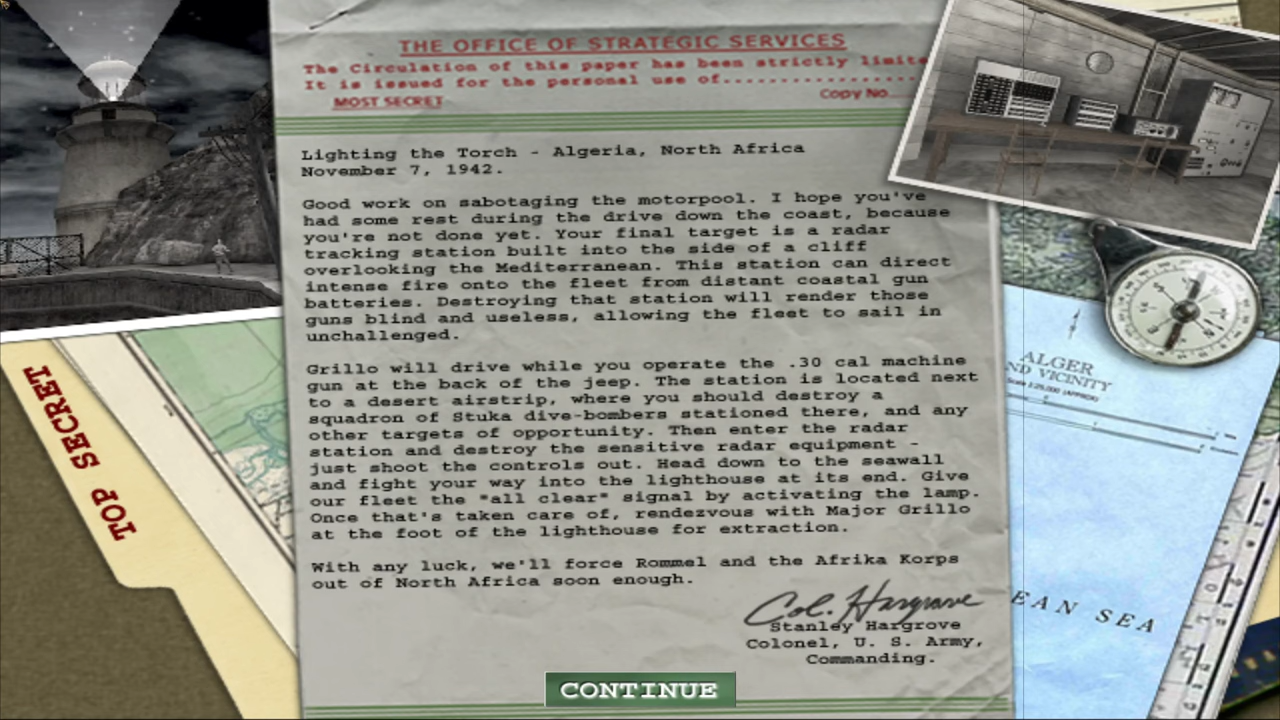 THE OFFICE OF STRATEGIC SERVICES
The Circulation of this paper has been strictly limite
It is issued for the personal use of..................
MOST SECRET
Copy No......
Lighting the Torch - Algeria, North Africa
November 7, 1942.
Good work on sabotaging the motorpool. I hope you've
had some rest during the drive down the coast, because
you're not done yet. Your final target is a radar
tracking station built into the side of a cliff
overlooking the Mediterranean. This station can direct
intense fire onto the fleet from distant coastal gun
batteries. Destroying that station will render those
guns blind and useless, allowing the fleet to sail in
unchallenged.
Grillo will drive while you operate the .30 cal machine
gun at the back of the jeep. The station is located next
to a desert airstrip, where you should destroy a
squadron of Stuka dive-bombers stationed there, and any
other targets of opportunity. Then enter the radar
station and destroy the sensitive radar equipment -
just shoot the controls out. Head down to the seawall
and fight your way into the lighthouse at its end. Give
our fleet the "all clear" signal by activating the lamp.
Once that's taken care of, rendezvous with Major Grillo
at the foot of the lighthouse for extraction.
With any luck, we'll force Rommel and the Afrika Korps
out of North Africa soon enough.
Col. Hargrave
Stanley Hargrove
Colonel, U. S. Army,
Commanding.
CONTINUE
TOP SECRET
ALGER
ND VICINITY
EAN SEA